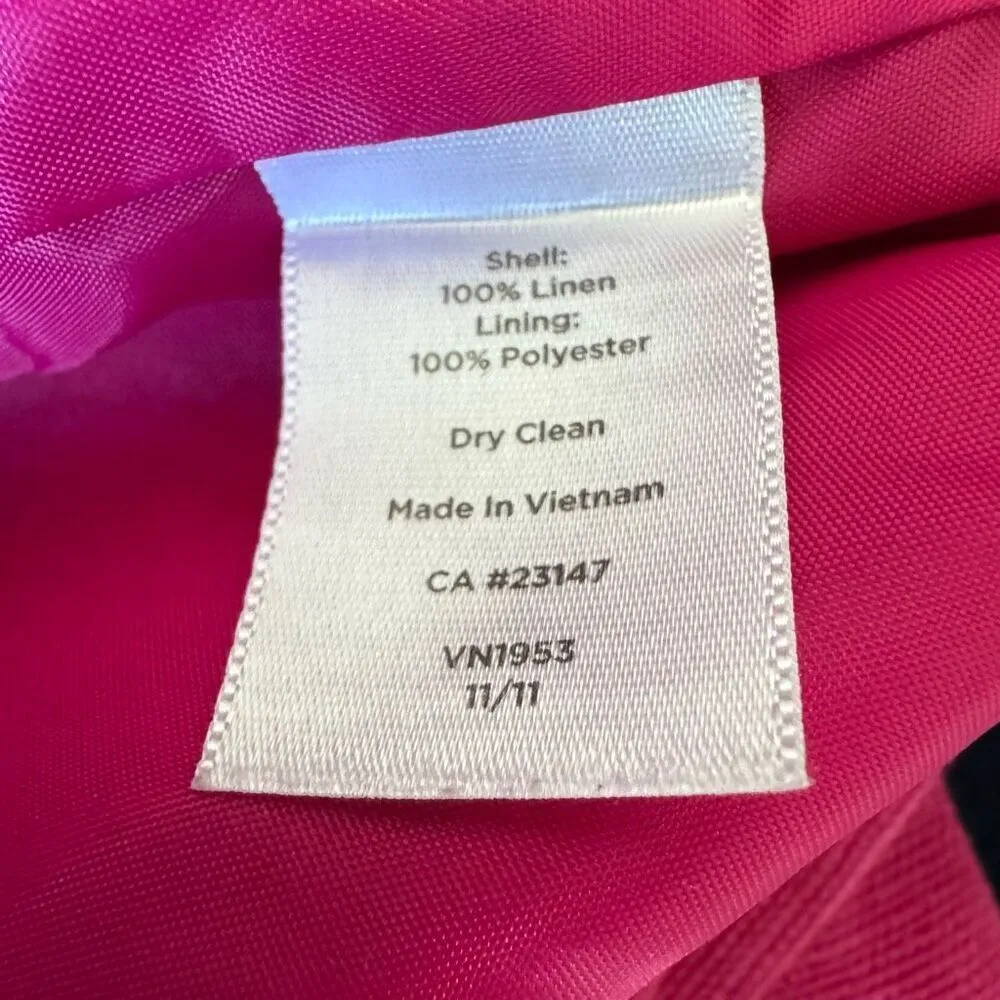 Shell:
100% Linen
Lining:
100% Polyester
Dry Clean
Made In Vietnam
CA #23147
VN1953
11/11